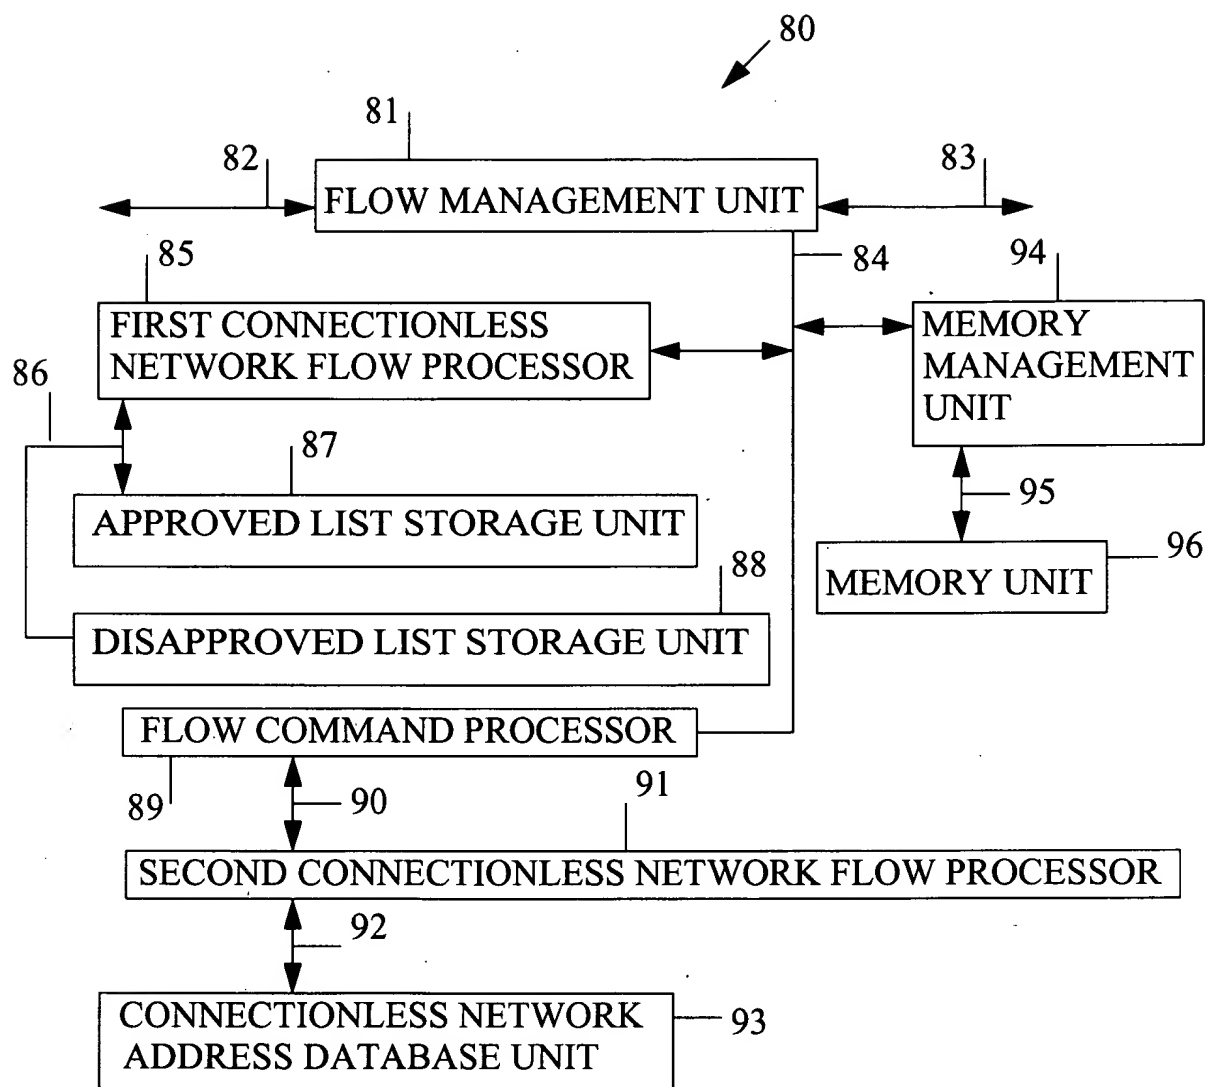 80
81
82
FLOW MANAGEMENT UNIT
83
84
85
94
FIRST CONNECTIONLESS
NETWORK FLOW PROCESSOR
MEMORY
MANAGEMENT
UNIT
86
87
95
APPROVED LIST STORAGE UNIT
88
96
MEMORY UNIT
DISAPPROVED LIST STORAGE UNIT
FLOW COMMAND PROCESSOR
89
90
91
SECOND CONNECTIONLESS NETWORK FLOW PROCESSOR
92
CONNECTIONLESS NETWORK
ADDRESS DATABASE UNIT
93